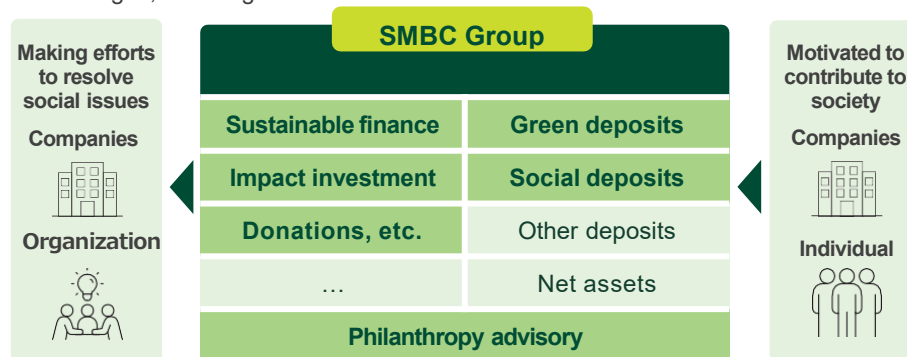 SMBC Group
Making efforts
to resolve
social issues
Companies
Organization
Sustainable finance
Green deposits
Impact investment
Social deposits
Donations, etc.
Other deposits
…
Net assets
Philanthropy advisory
Motivated to
contribute to
society
Companies
Individual